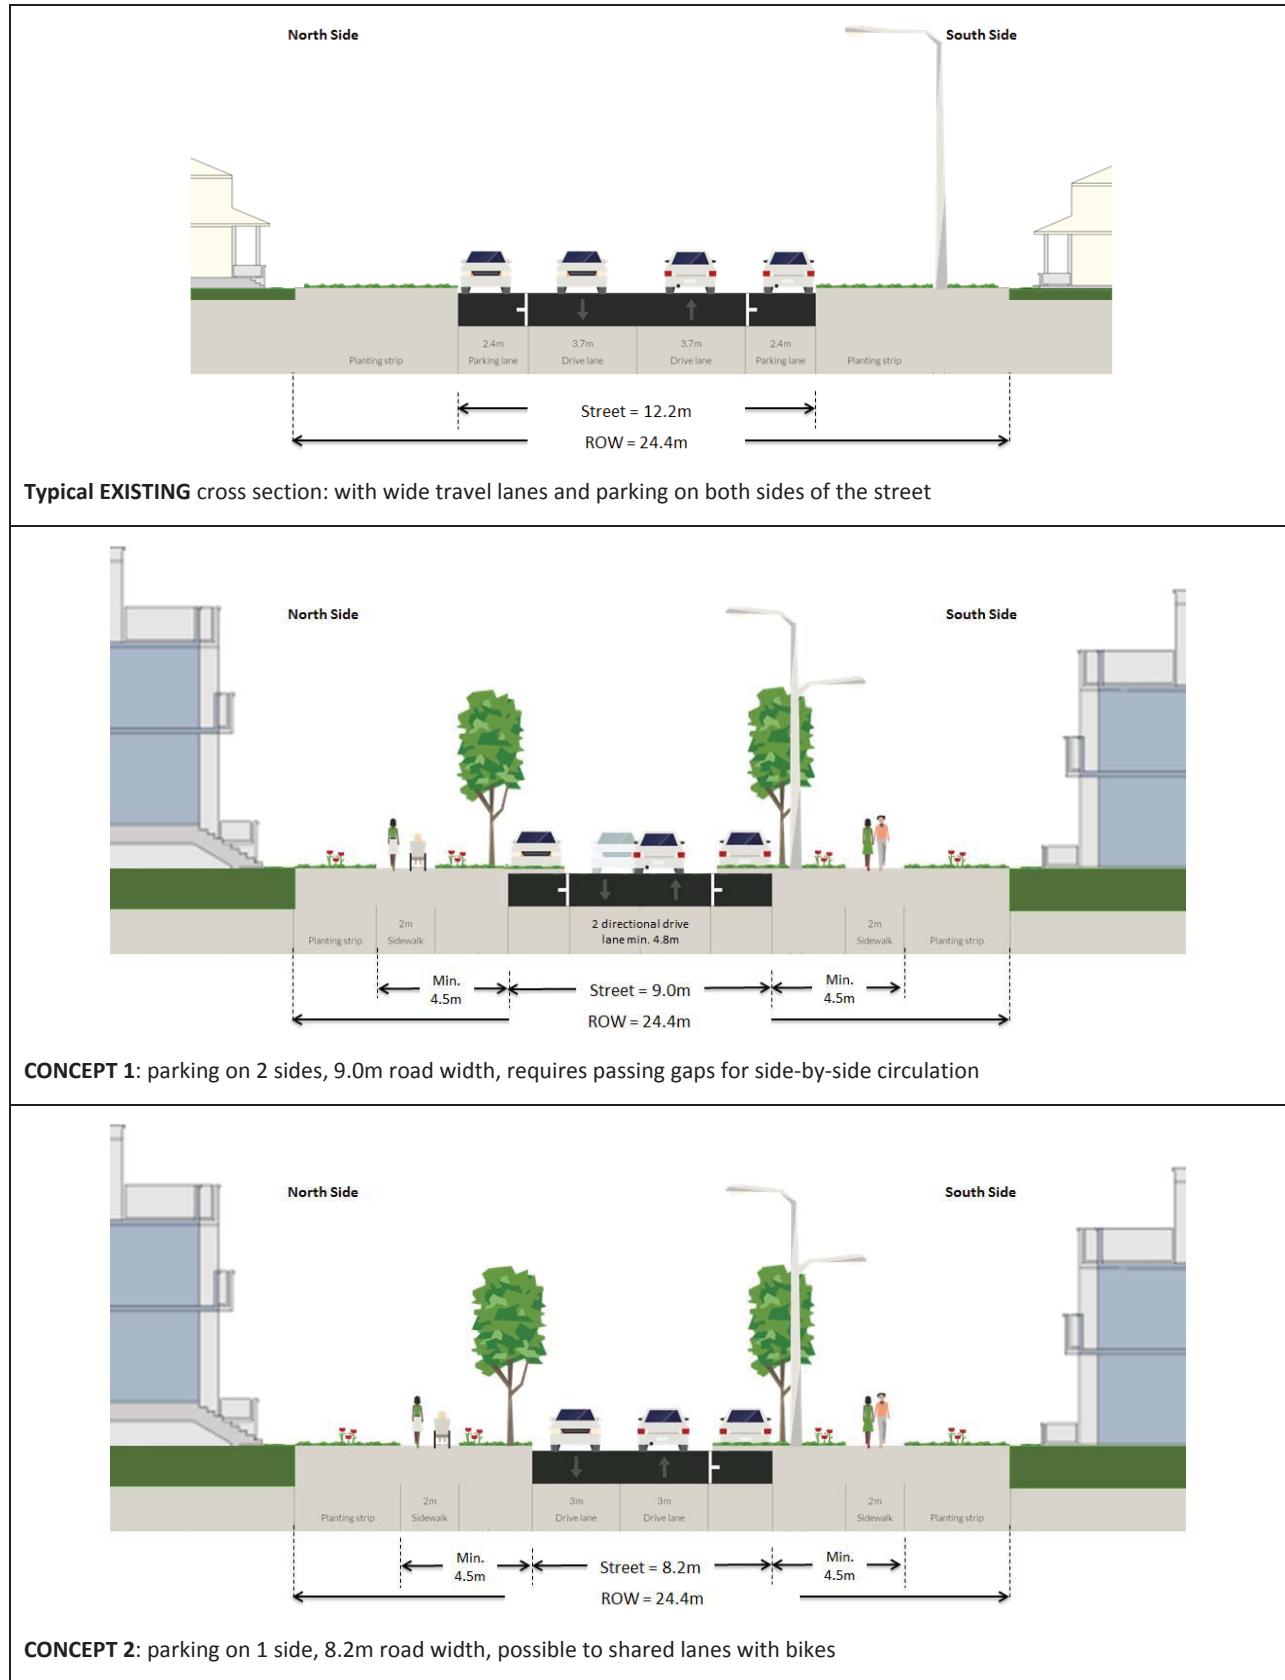 North Side
South Side
2.4m
3.7m
3.7m
2.4m
Planting strip
Parking lane
Drive lane
Drive lane
Parking lane
Planting strip
Street = 12.2m
ROW = 24.4m
Typical EXISTING cross section: with wide travel lanes and parking on both sides of the street
North Side
South Side
2m
2 directional drive
lane min. 4.8m
2m
Planting strip
Sidewalk
Sidewalk
Planting strip
Min.
4.5m
Street = 9.0m
Min.
4.5m
ROW = 24.4m
CONCEPT 1: parking on 2 sides, 9.0m road width, requires passing gaps for side-by-side circulation
North Side
South Side
2m
3m
3m
2m
Planting strip
Sidewalk
Drive lane
Drive lane
Sidewalk
Planting strip
Min.
4.5m
Street = 8.2m
Min.
4.5m
ROW = 24.4m
CONCEPT 2: parking on 1 side, 8.2m road width, possible to shared lanes with bikes